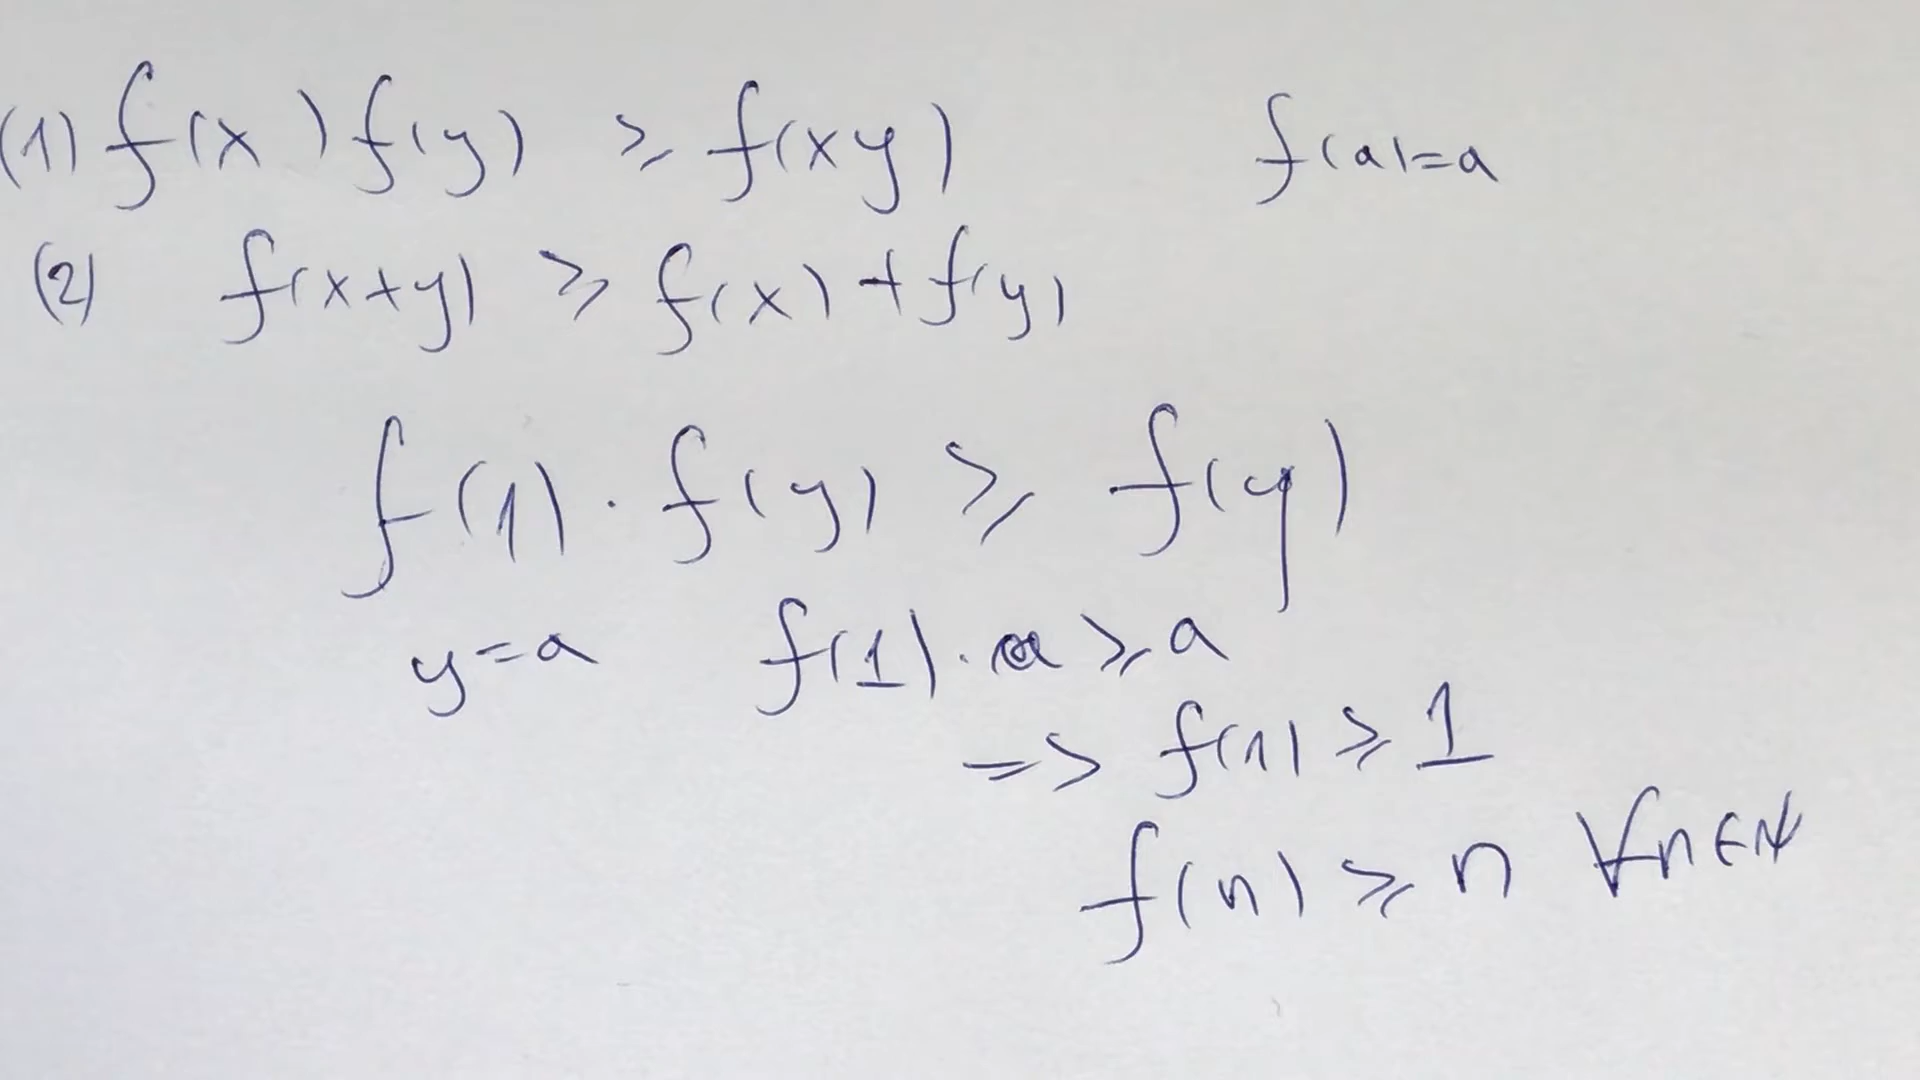 (1) f(x) f(y) ⩾ f(xy) f(a)=a
(2) f(x+y) ⩾ f(x) + f(y)
f(1) · f(y) ⩾ f(y)
y=a f(1) · a ⩾ a
=> f(1) ⩾ 1
f(n) ⩾ n ∀n∈ℕ